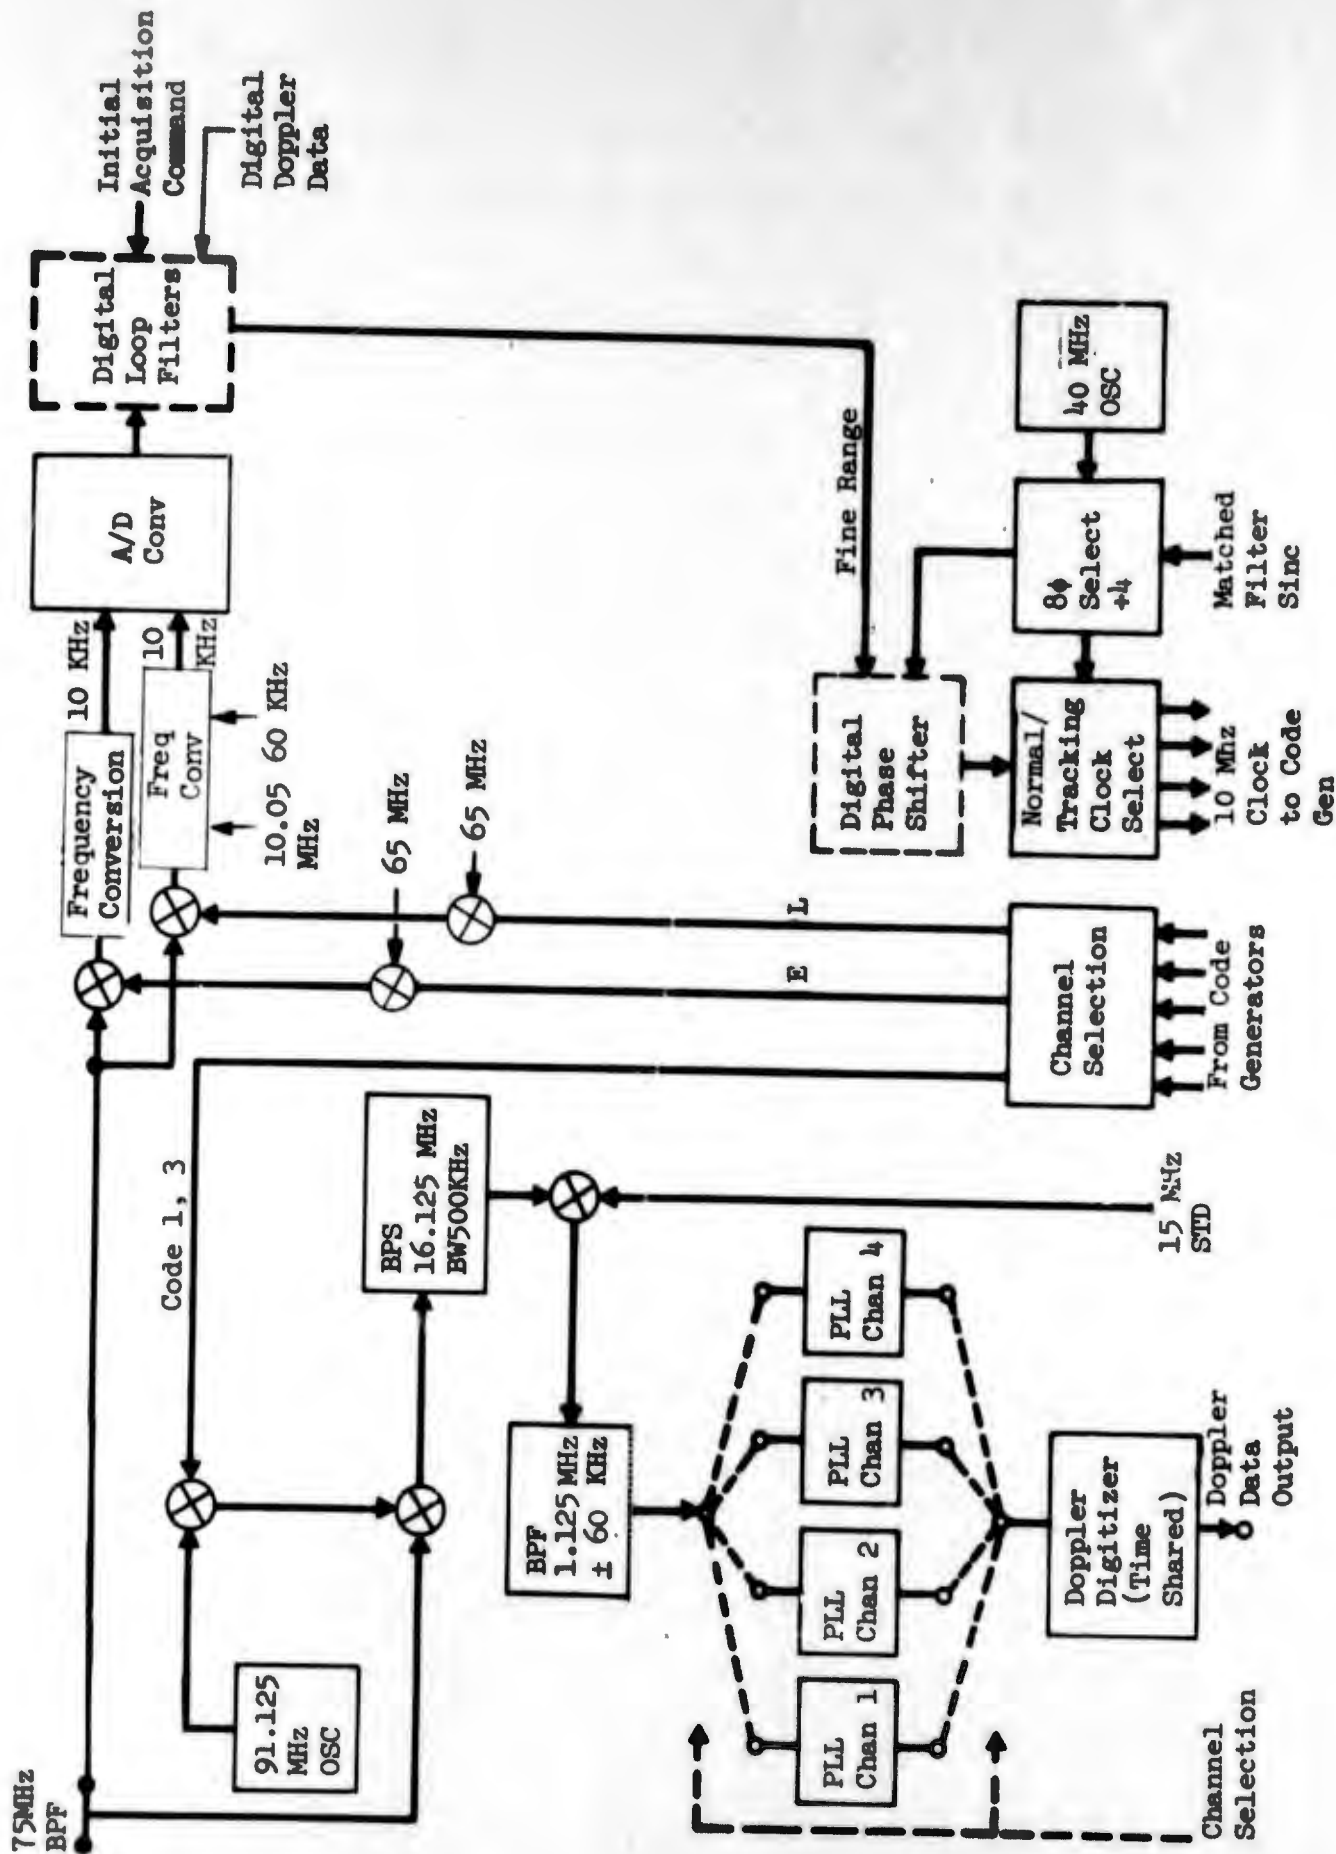 75MHz
BPF
91.125
MHz
OSC
Code 1, 3
BPS
16.125 MHz
BW500KHz
BPF
1.125 MHz
± 60 KHz
PLL
Chan 1
PLL
Chan 2
PLL
Chan 3
PLL
Chan 4
Doppler
Digitizer
(Time
Shared)
Doppler
Data
Output
Channel
Selection
15 MHz
STD
Frequency
Conversion
10 KHz
Freq
Conv
10
KHz
10.05
MHz
60 KHz
65 MHz
65 MHz
E
L
Channel
Selection
From Code
Generators
A/D
Conv
Digital
Loop
Filters
Initial
Acquisition
Command
Digital
Doppler
Data
Fine Range
Digital
Phase
Shifter
Normal/
Tracking
Clock
Select
10 Mhz
Clock
to Code
Gen
8ϕ
Select
÷4
40 MHz
OSC
Matched
Filter
Sinc